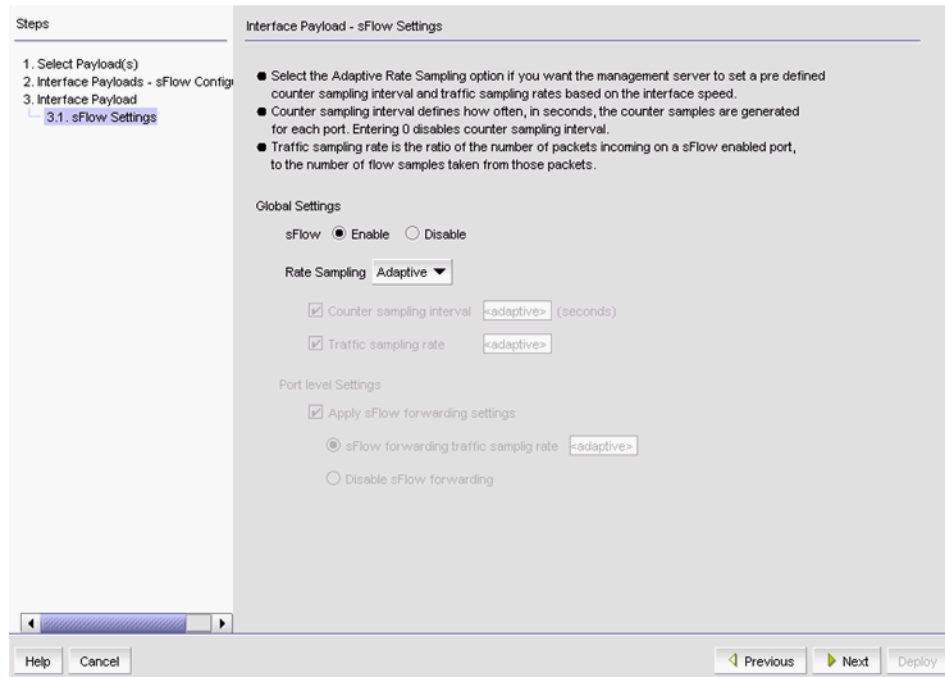 Steps
1. Select Payload(s)
2. Interface Payloads - sFlow Configu
3. Interface Payload
3.1. sFlow Settings
Interface Payload - sFlow Settings
● Select the Adaptive Rate Sampling option if you want the management server to set a pre defined
counter sampling interval and traffic sampling rates based on the interface speed.
● Counter sampling interval defines how often, in seconds, the counter samples are generated
for each port. Entering 0 disables counter sampling interval.
● Traffic sampling rate is the ratio of the number of packets incoming on a sFlow enabled port,
to the number of flow samples taken from those packets.
Global Settings
sFlow Enable Disable
Rate Sampling Adaptive
Counter sampling interval <adaptive> (seconds)
Traffic sampling rate <adaptive>
Port level Settings
Apply sFlow forwarding settings
sFlow forwarding traffic samplig rate <adaptive>
Disable sFlow forwarding
Help Cancel Previous Next Deploy